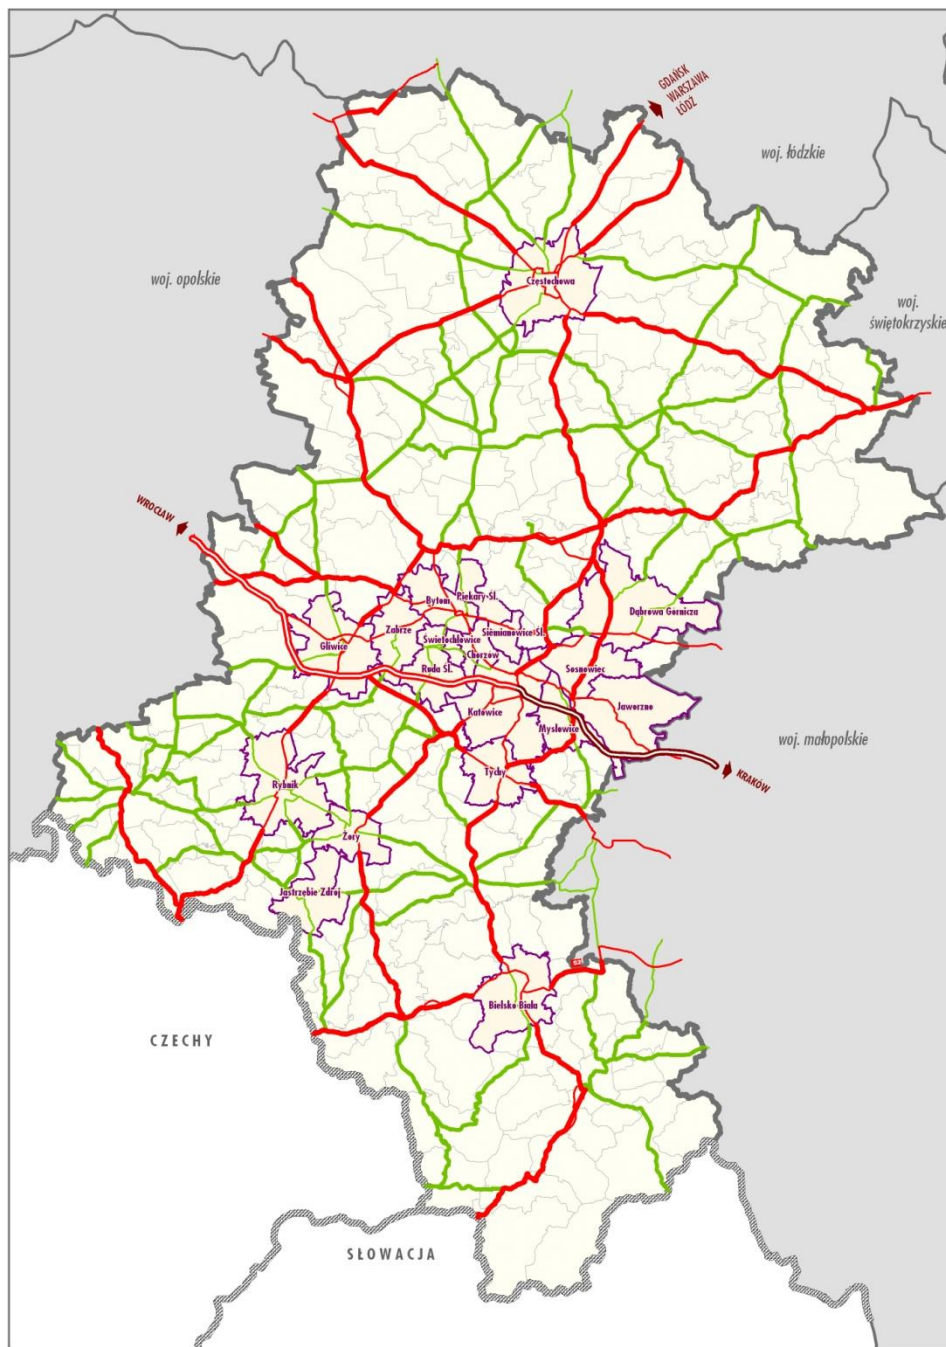 GDAŃSK
WARSZAWA
ŁÓDŹ
woj. łódzkie
woj. opolskie
Częstochowa
woj.
świętokrzyskie
WROCŁAW
Piekary Śl.
Bytom
Dąbrowa Górnicza
Zabrze
Siemianowice Śl.
Świętochłowice
Gliwice
Chorzów
Ruda Śl.
Sosnowiec
Jaworzno
Katowice
Mysłowice
woj. małopolskie
Tychy
KRAKÓW
Rybnik
Żory
Jastrzębie Zdrój
Bielsko Biała
CZECHY
SŁOWACJA